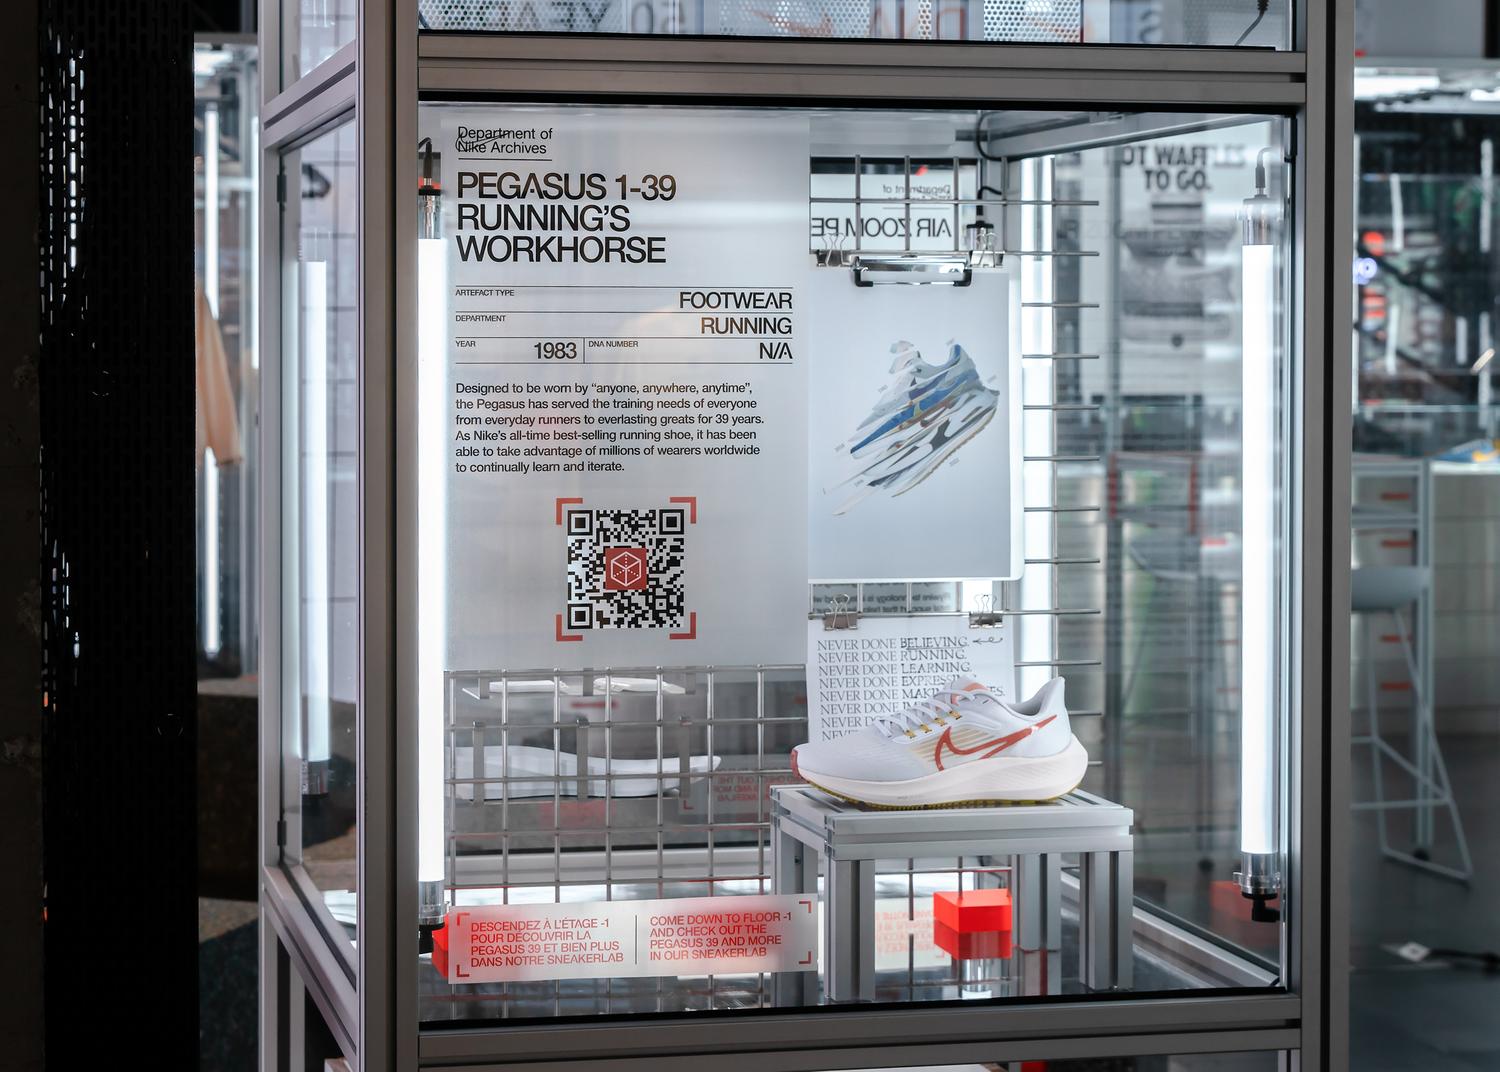 Department of
Nike Archives
PEGASUS 1-39
RUNNING'S
WORKHORSE
ARTEFACT TYPE
FOOTWEAR
DEPARTMENT
RUNNING
YEAR
1983
DNA NUMBER
N/A
Designed to be worn by “anyone, anywhere, anytime”,
the Pegasus has served the training needs of everyone
from everyday runners to everlasting greats for 39 years.
As Nike's all-time best-selling running shoe, it has been
able to take advantage of millions of wearers worldwide
to continually learn and iterate.
Department of
AIR ZOOM PE
NEVER DONE BELIEVING.
NEVER DONE RUNNING.
NEVER DONE LEARNING.
NEVER DONE
NEVER DONE
NEVER DONE
NEVER
DESCENDEZ À L'ÉTAGE -1
POUR DÉCOUVRIR LA
PEGASUS 39 ET BIEN PLUS
DANS NOTRE SNEAKERLAB
COME DOWN TO FLOOR -1
AND CHECK OUT THE
PEGASUS 39 AND MORE
IN OUR SNEAKERLAB